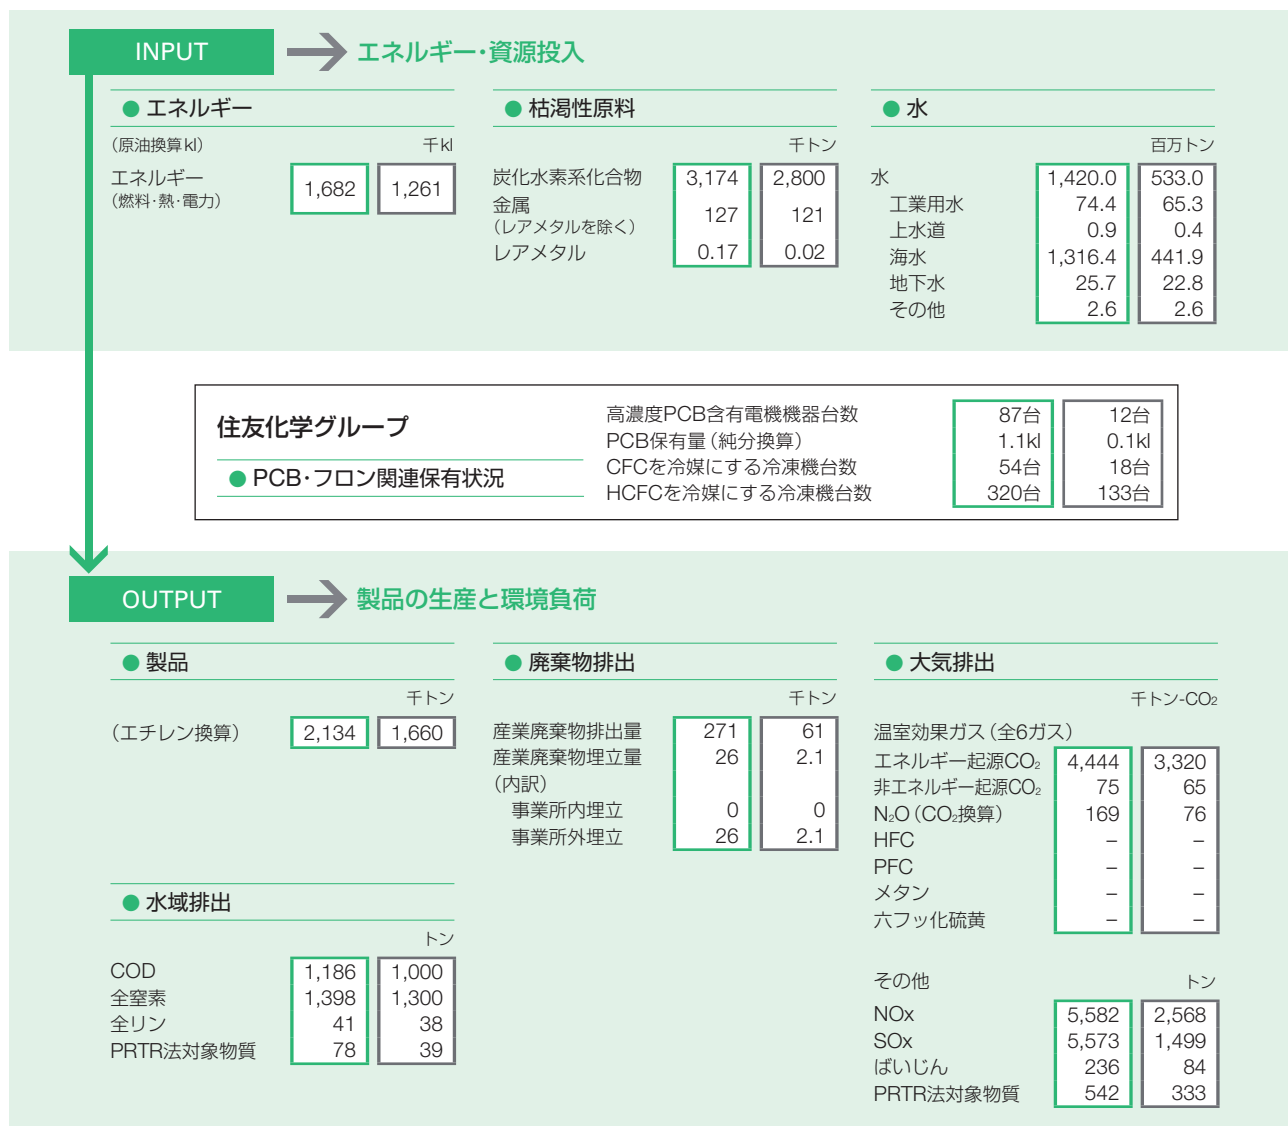 INPUT
エネルギー・資源投入
● エネルギー
(原油換算kl) 千kl
エネルギー 1,682 1,261
(燃料・熱・電力)
● 枯渇性原料
千トン
炭化水素系化合物 3,174 2,800
金属 127 121
(レアメタルを除く)
レアメタル 0.17 0.02
● 水
百万トン
水 1,420.0 533.0
工業用水 74.4 65.3
上水道 0.9 0.4
海水 1,316.4 441.9
地下水 25.7 22.8
その他 2.6 2.6
住友化学グループ
● PCB・フロン関連保有状況
高濃度PCB含有電機機器台数 87台 12台
PCB保有量(純分換算) 1.1kl 0.1kl
CFCを冷媒にする冷凍機台数 54台 18台
HCFCを冷媒にする冷凍機台数 320台 133台
OUTPUT
製品の生産と環境負荷
● 製品
千トン
(エチレン換算) 2,134 1,660
● 水域排出
トン
COD 1,186 1,000
全窒素 1,398 1,300
全リン 41 38
PRTR法対象物質 78 39
● 廃棄物排出
千トン
産業廃棄物排出量 271 61
産業廃棄物埋立量 26 2.1
(内訳)
事業所内埋立 0 0
事業所外埋立 26 2.1
● 大気排出
千トン-CO₂
温室効果ガス(全6ガス)
エネルギー起源CO₂ 4,444 3,320
非エネルギー起源CO₂ 75 65
N₂O(CO₂換算) 169 76
HFC – –
PFC – –
メタン – –
六フッ化硫黄 – –
その他 トン
NOx 5,582 2,568
SOx 5,573 1,499
ばいじん 236 84
PRTR法対象物質 542 333